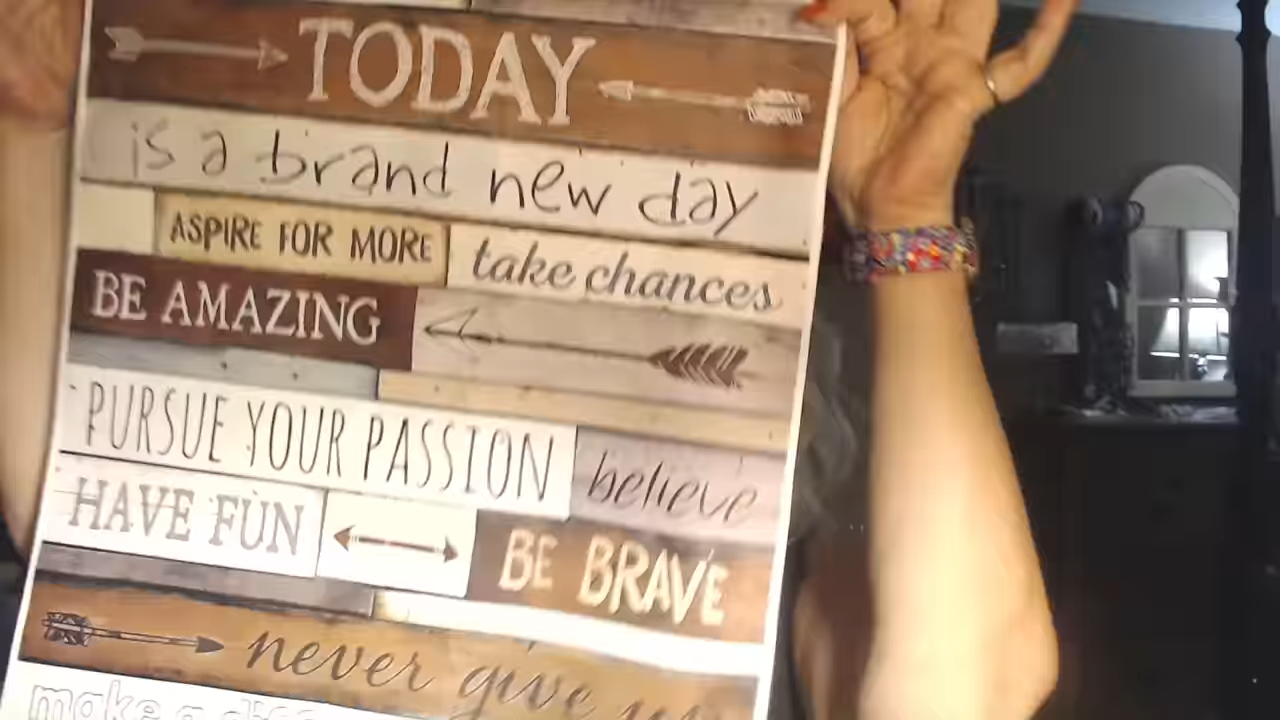 TODAY
is a brand new day
ASPIRE FOR MORE take chances
BE AMAZING
PURSUE YOUR PASSION believe
HAVE FUN BE BRAVE
never give
make a